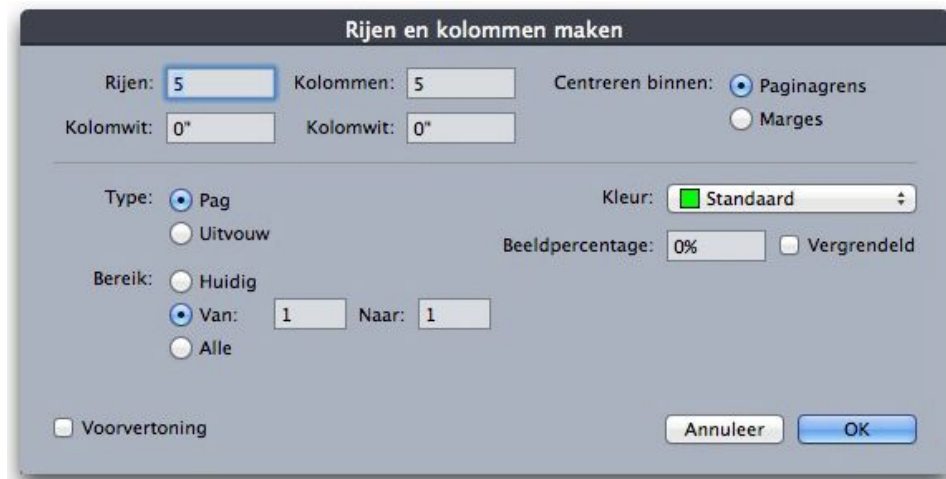 Rijen en kolommen maken
Rijen: 5 Kolommen: 5 Centreren binnen: Paginagrens
Kolomwit: 0" Kolomwit: 0" Marges
Type: Pag Kleur: Standaard
Uitvouw Beeldpercentage: 0% Vergrendeld
Bereik: Huidig
Van: 1 Naar: 1
Alle
Voorvertoning Annuleer OK